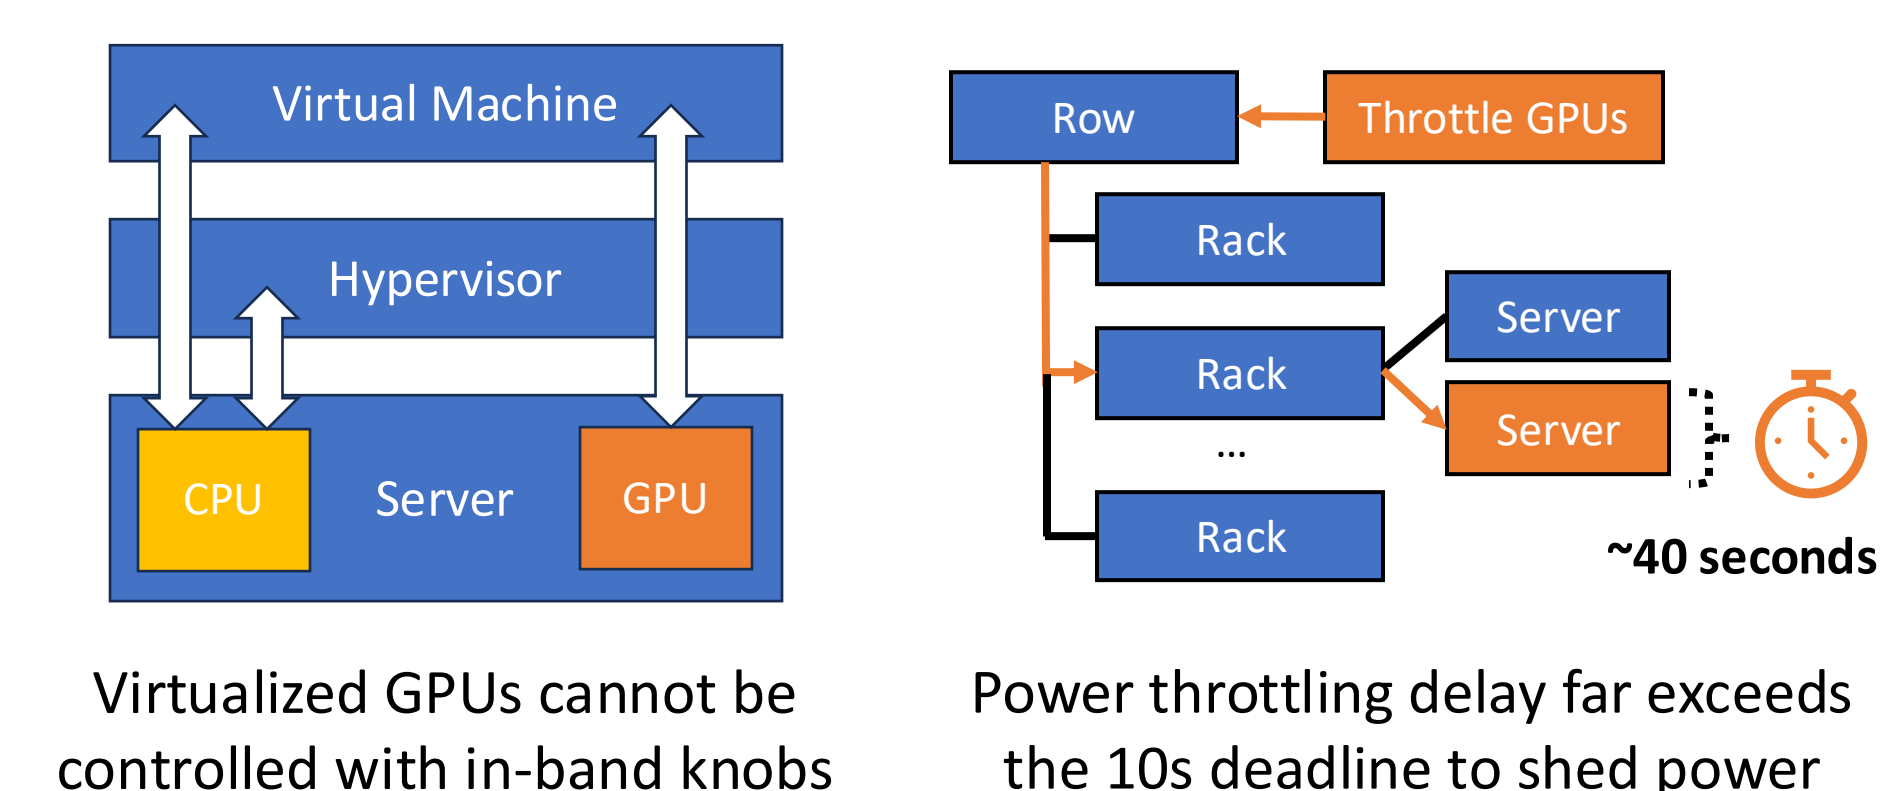 Virtual Machine
Hypervisor
CPU
Server
GPU
Virtualized GPUs cannot be
controlled with in-band knobs
Row
Throttle GPUs
Rack
Rack
Server
Server
...
Rack
~40 seconds
Power throttling delay far exceeds
the 10s deadline to shed power